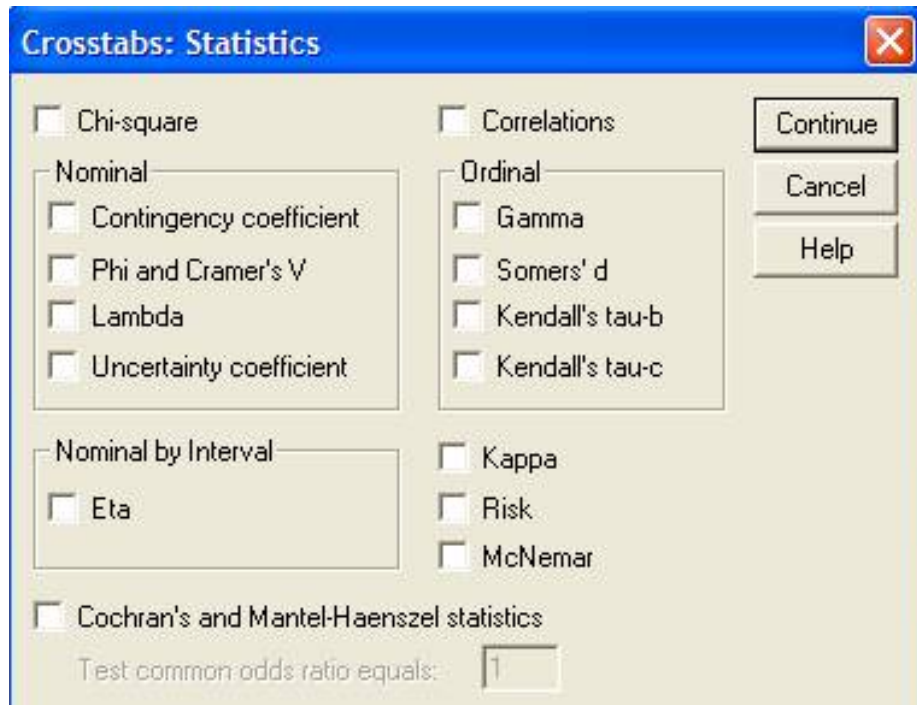 Crosstabs: Statistics
Chi-square
Correlations
Continue
Nominal
Ordinal
Cancel
Contingency coefficient
Gamma
Help
Phi and Cramer's V
Somers' d
Lambda
Kendall's tau-b
Uncertainty coefficient
Kendall's tau-c
Nominal by Interval
Kappa
Eta
Risk
McNemar
Cochran's and Mantel-Haenszel statistics
Test common odds ratio equals: 1